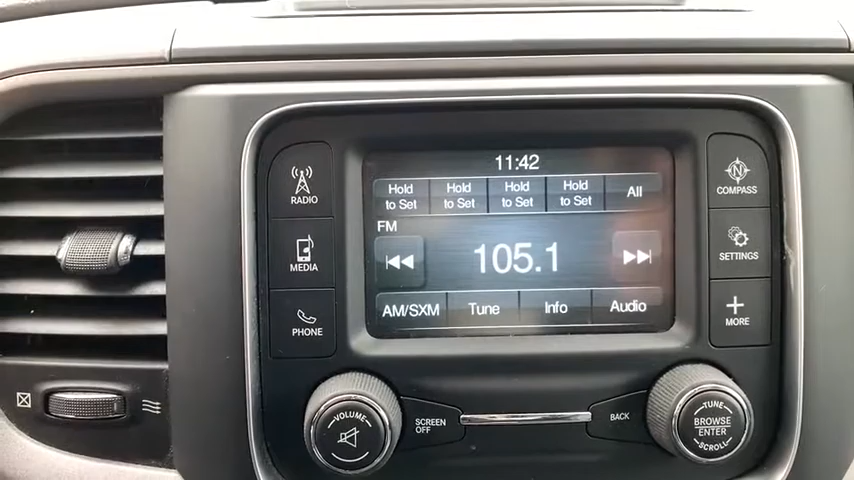 11:42
Hold to Set
Hold to Set
Hold to Set
Hold to Set
All
FM
105.1
AM/SXM
Tune
Info
Audio
RADIO
MEDIA
PHONE
N
COMPASS
SETTINGS
MORE
VOLUME
SCREEN
OFF
BACK
TUNE
BROWSE
ENTER
SCROLL